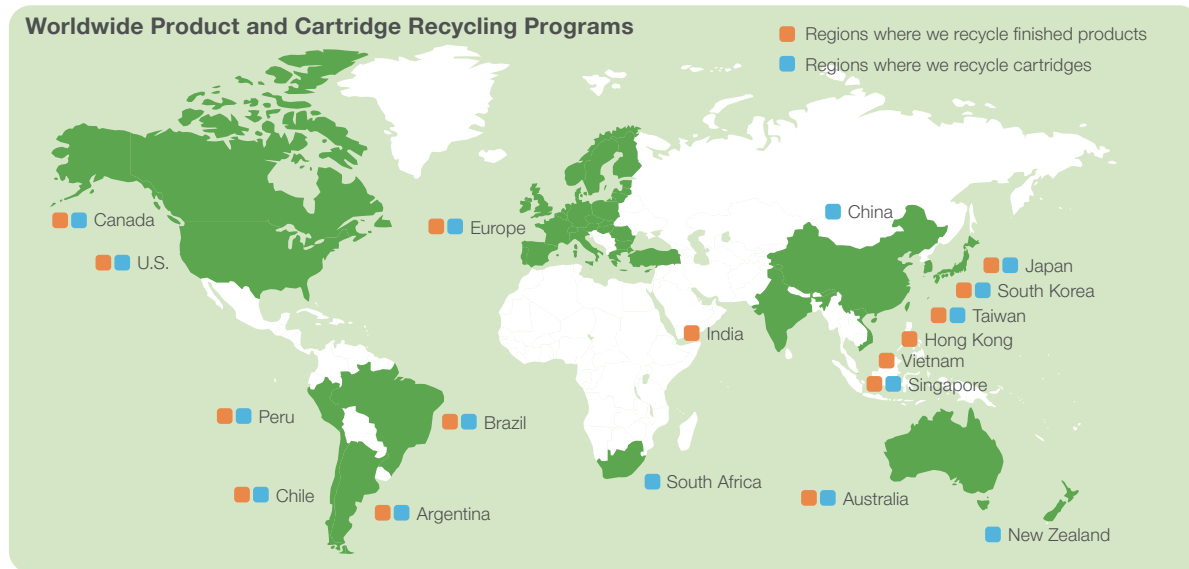 Worldwide Product and Cartridge Recycling Programs
Regions where we recycle finished products
Regions where we recycle cartridges
Canada
U.S.
Europe
China
Japan
South Korea
Taiwan
India
Hong Kong
Vietnam
Singapore
Peru
Brazil
South Africa
Chile
Australia
Argentina
New Zealand